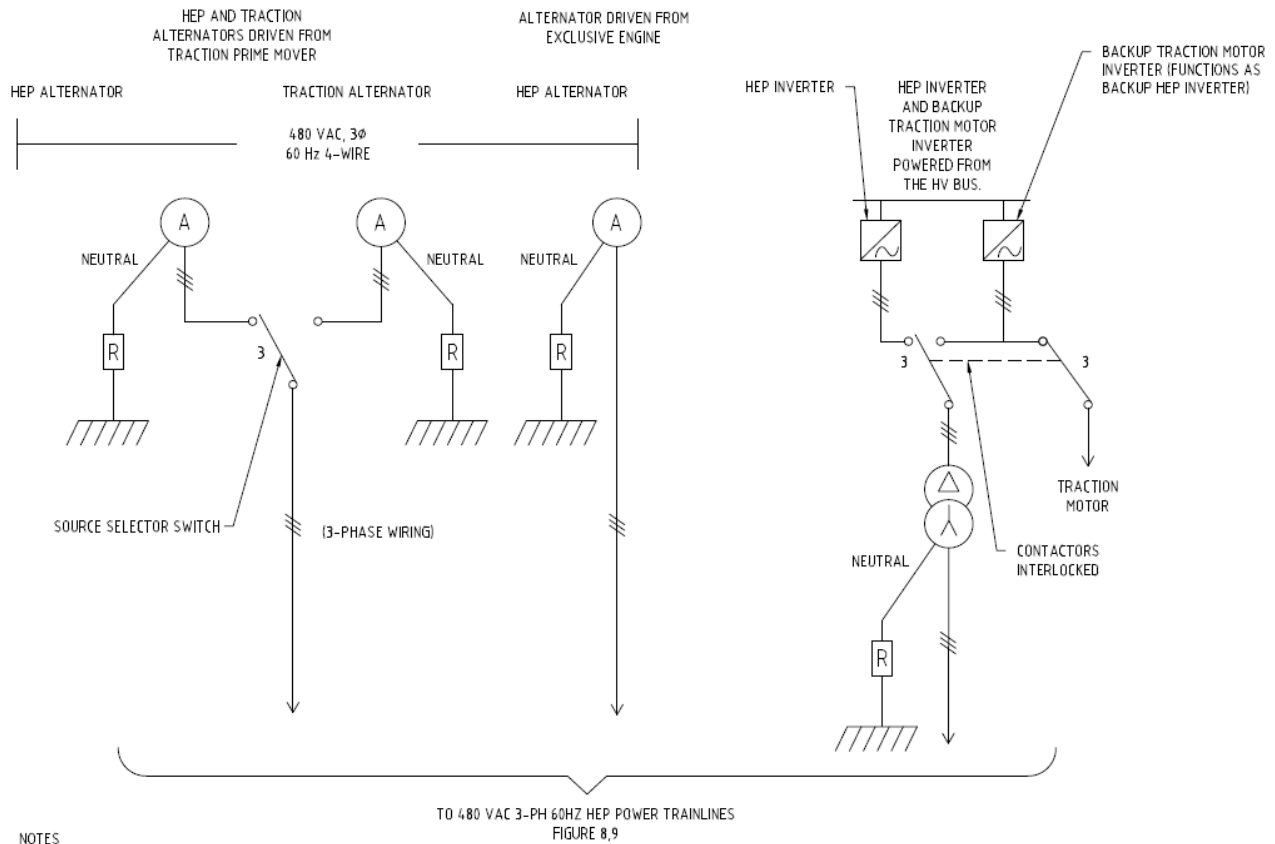 HEP AND TRACTION
ALTERNATORS DRIVEN FROM
TRACTION PRIME MOVER
ALTERNATOR DRIVEN FROM
EXCLUSIVE ENGINE
HEP ALTERNATOR
TRACTION ALTERNATOR
HEP ALTERNATOR
480 VAC, 3Ø
60 Hz 4-WIRE
HEP INVERTER
HEP INVERTER
AND BACKUP
TRACTION MOTOR
INVERTER
POWERED FROM
THE HV BUS.
BACKUP TRACTION MOTOR
INVERTER (FUNCTIONS AS
BACKUP HEP INVERTER)
A
A
A
NEUTRAL
NEUTRAL
NEUTRAL
R
3
R
R
3
3
SOURCE SELECTOR SWITCH
(3-PHASE WIRING)
TRACTION
MOTOR
CONTACTORS
INTERLOCKED
NEUTRAL
R
TO 480 VAC 3-PH 60HZ HEP POWER TRAINLINES
FIGURE 8,9
NOTES